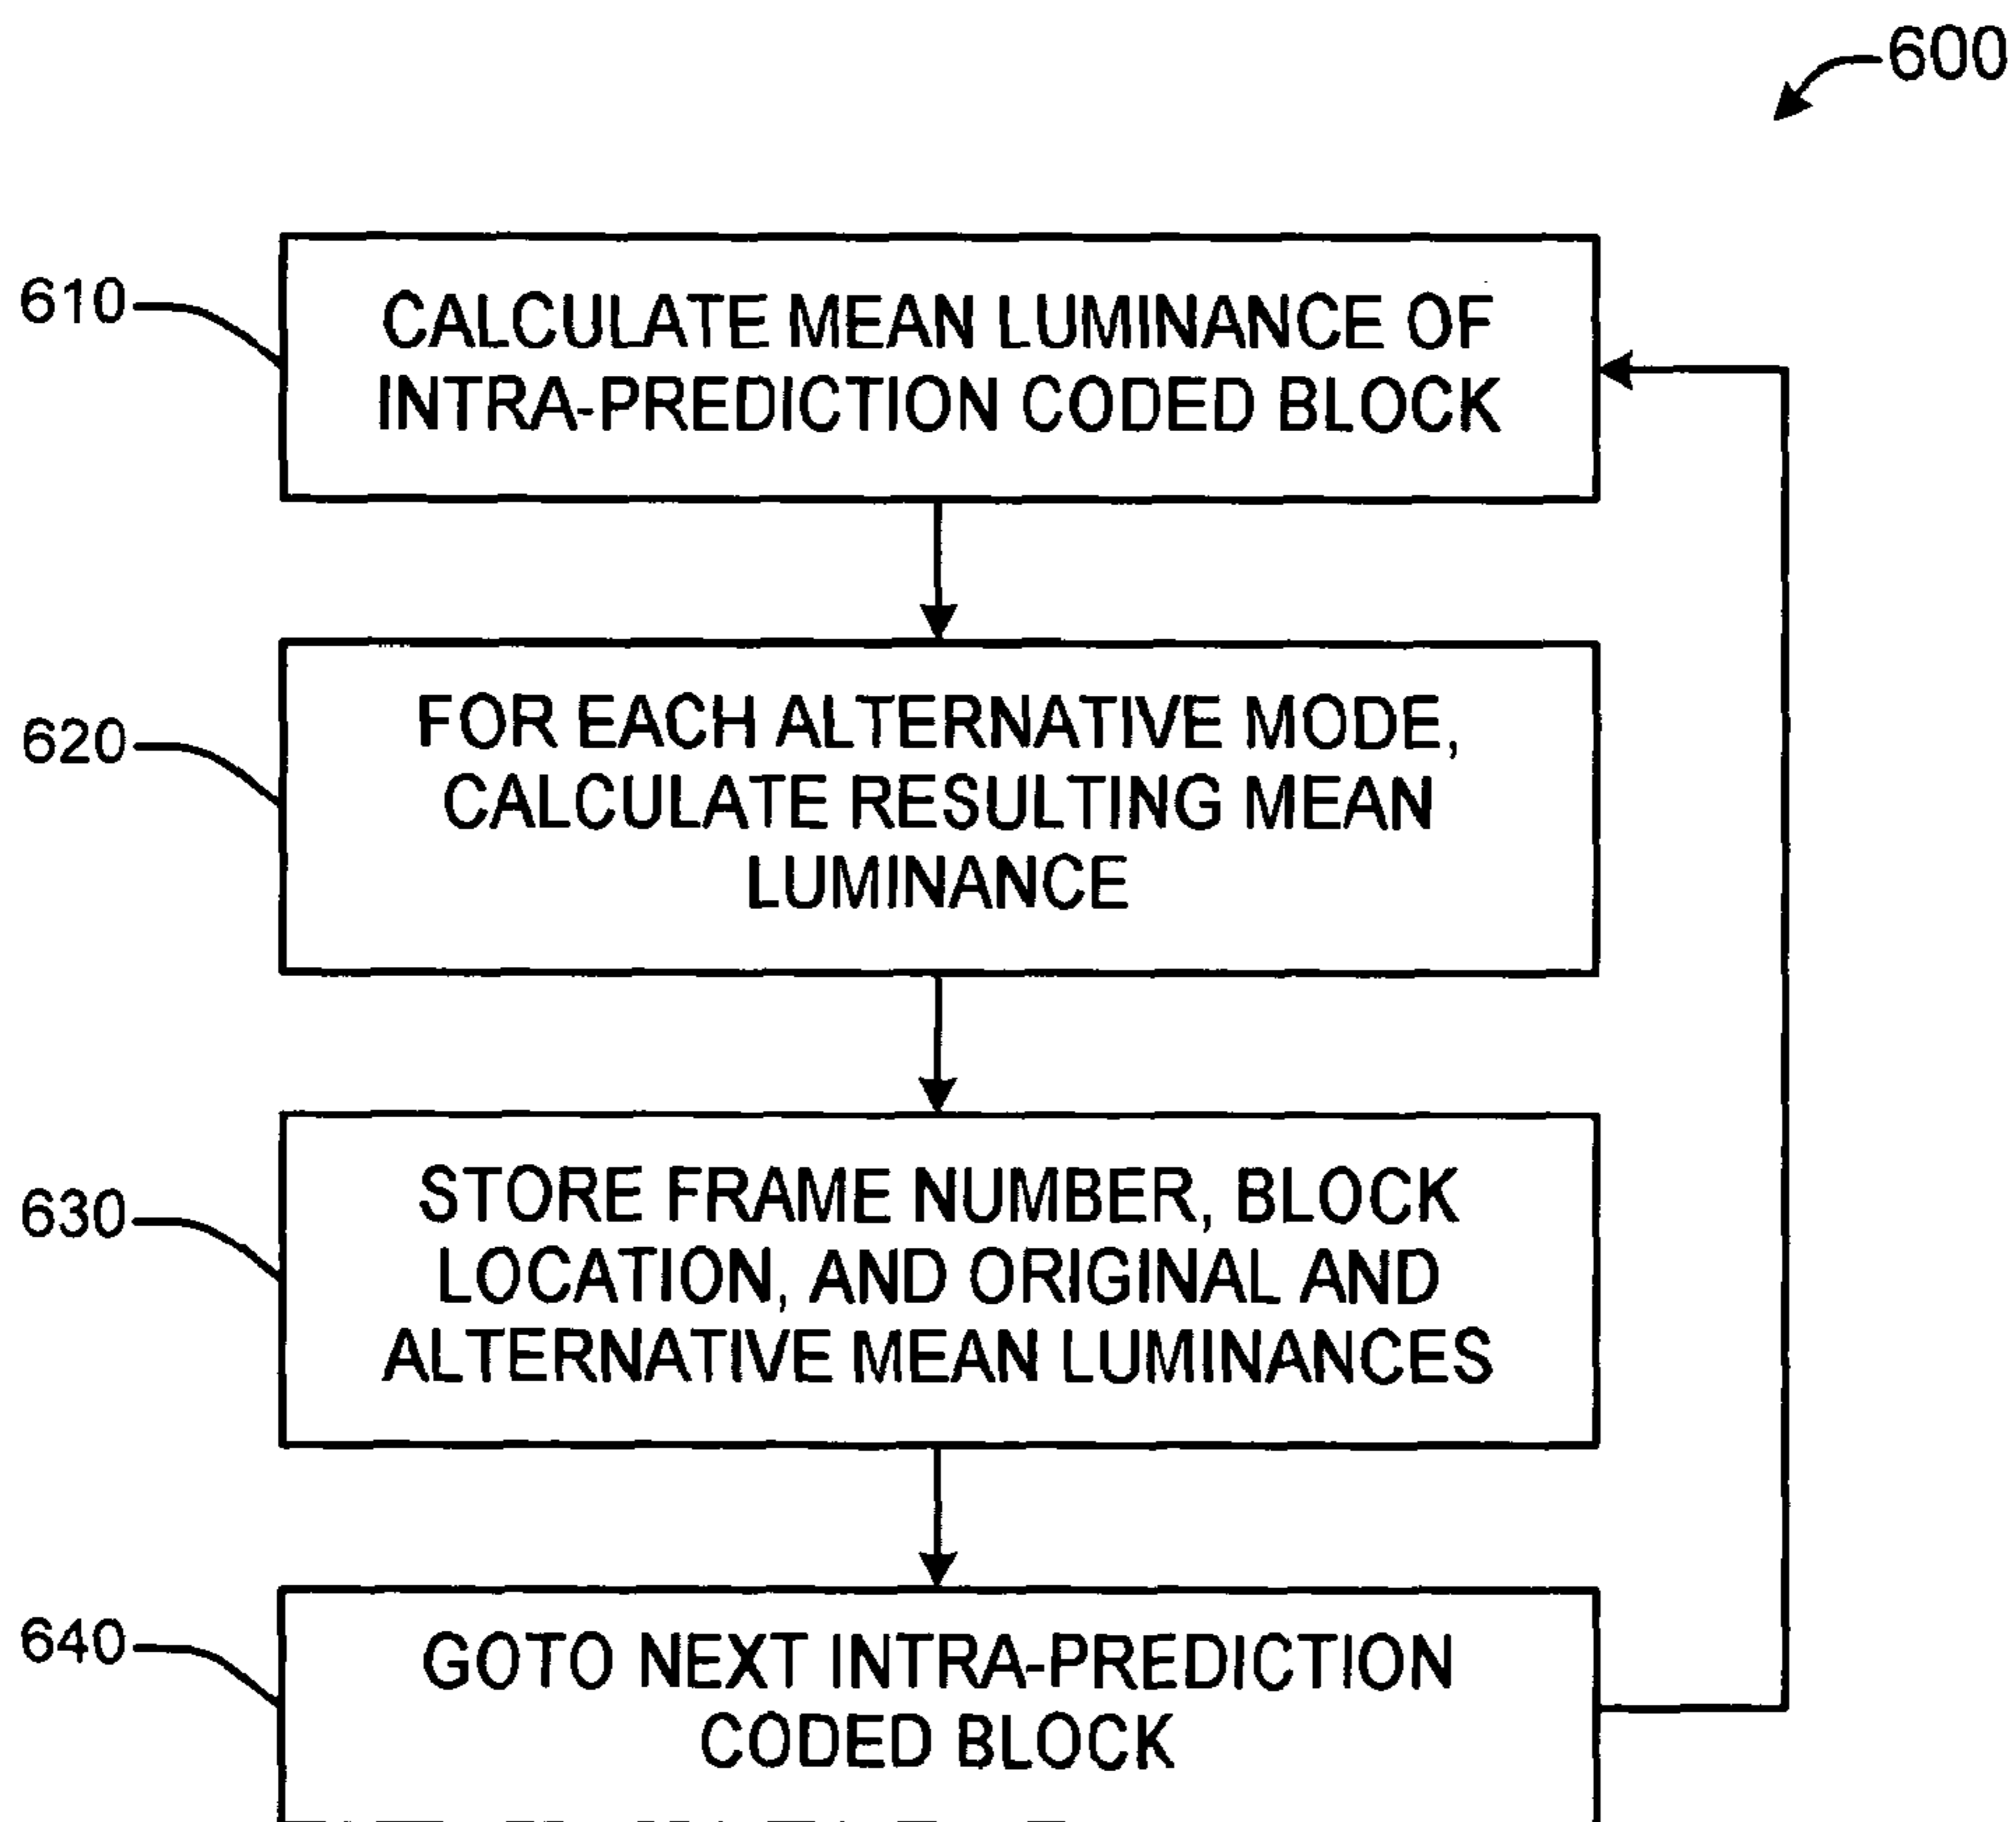 600
610
CALCULATE MEAN LUMINANCE OF
INTRA-PREDICTION CODED BLOCK
620
FOR EACH ALTERNATIVE MODE,
CALCULATE RESULTING MEAN
LUMINANCE
630
STORE FRAME NUMBER, BLOCK
LOCATION, AND ORIGINAL AND
ALTERNATIVE MEAN LUMINANCES
640
GOTO NEXT INTRA-PREDICTION
CODED BLOCK